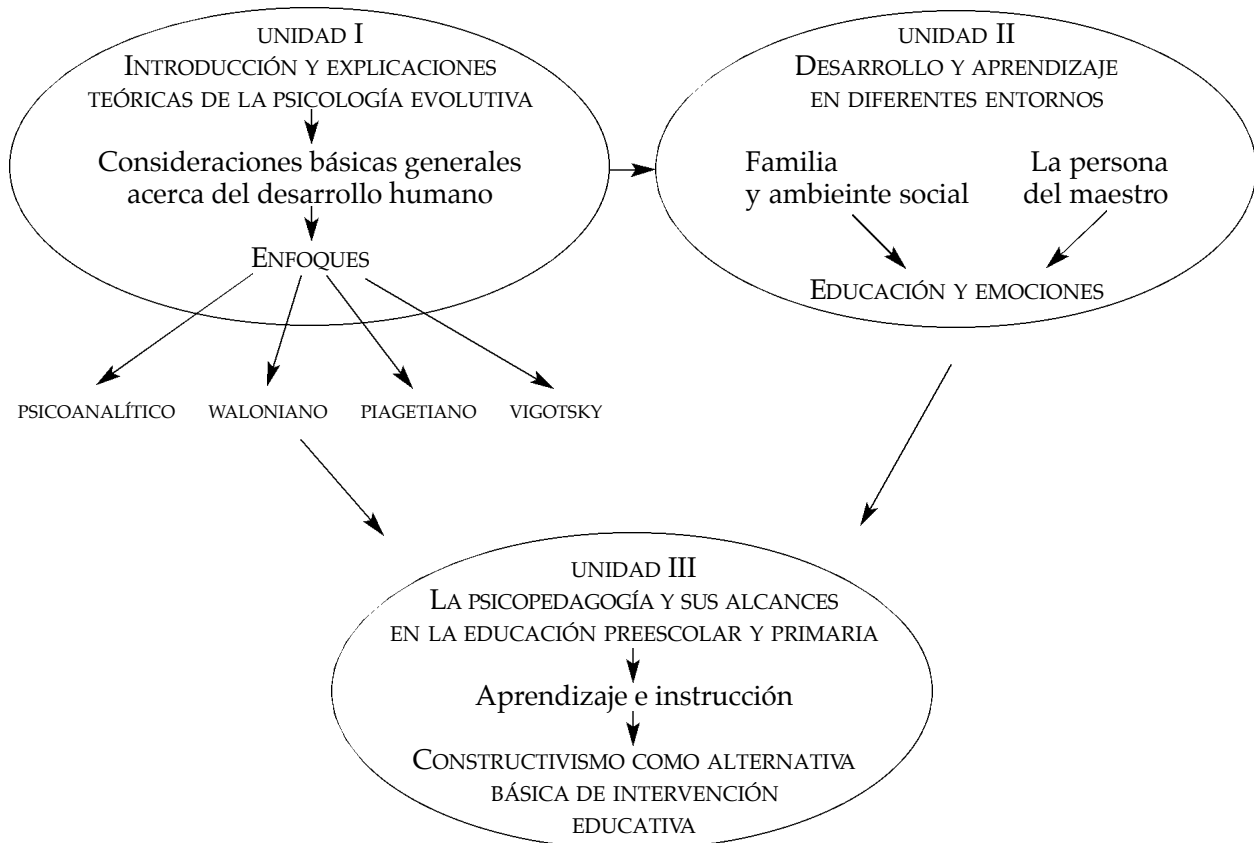 UNIDAD I
INTRODUCCIÓN Y EXPLICACIONES
TEÓRICAS DE LA PSICOLOGÍA EVOLUTIVA
Consideraciones básicas generales
acerca del desarrollo humano
ENFOQUES
PSICOANALÍTICO
WALONIANO
PIAGETIANO
VIGOTSKY
UNIDAD II
DESARROLLO Y APRENDIZAJE
EN DIFERENTES ENTORNOS
Familia
y ambieinte social
La persona
del maestro
EDUCACIÓN Y EMOCIONES
UNIDAD III
LA PSICOPEDAGOGÍA Y SUS ALCANCES
EN LA EDUCACIÓN PREESCOLAR Y PRIMARIA
Aprendizaje e instrucción
CONSTRUCTIVISMO COMO ALTERNATIVA
BÁSICA DE INTERVENCIÓN
EDUCATIVA